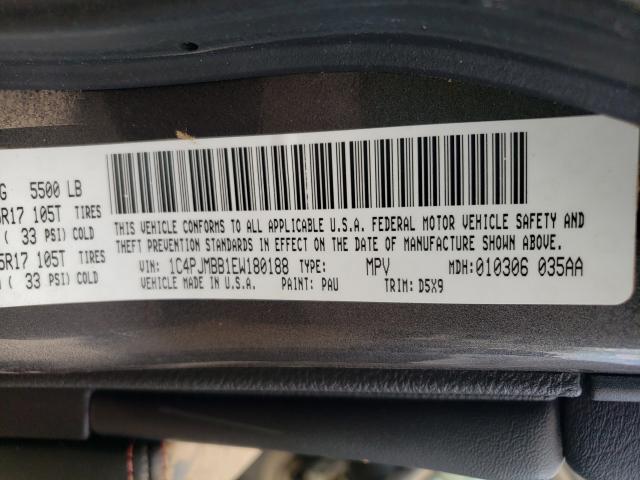 G 5500 LB
5R17 105T TIRES
( 33 PSI) COLD
5R17 105T TIRES
( 33 PSI) COLD
THIS VEHICLE CONFORMS TO ALL APPLICABLE U.S.A. FEDERAL MOTOR VEHICLE SAFETY AND
THEFT PREVENTION STANDARDS IN EFFECT ON THE DATE OF MANUFACTURE SHOWN ABOVE.
VIN: 1C4PJMBB1EW180188 TYPE: MPV MDH: 010306 035AA
VEHICLE MADE IN U.S.A. PAINT: PAU TRIM: D5X9